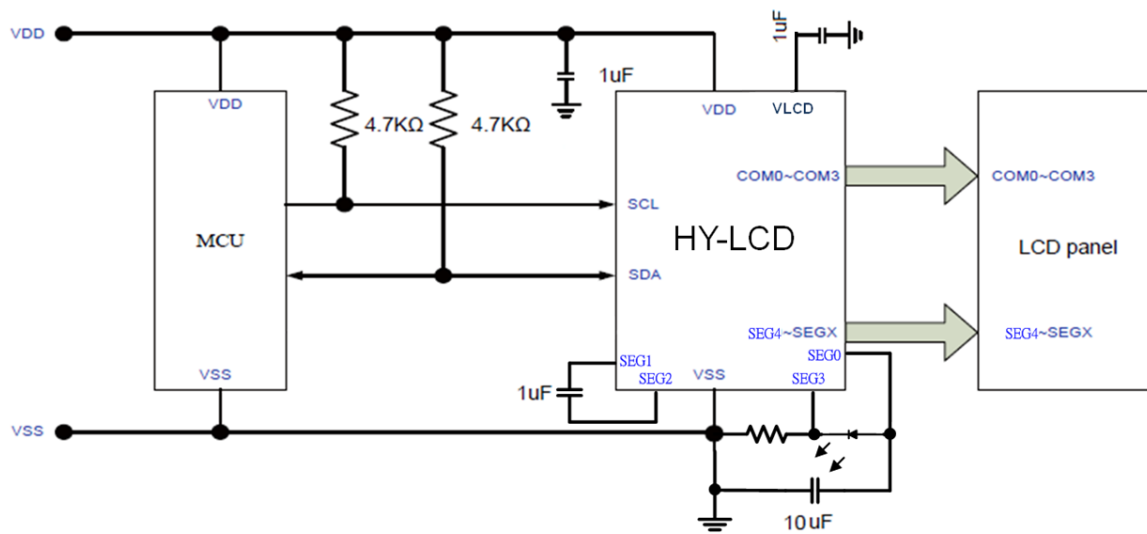 VDD
1uF
1uF
VDD
VDD
VLCD
4.7KΩ
4.7KΩ
COM0~COM3
COM0~COM3
SCL
MCU
HY-LCD
LCD panel
SDA
SEG4~SEGX
SEG4~SEGX
SEG1
SEG0
VSS
SEG2
VSS
SEG3
1uF
VSS
10uF